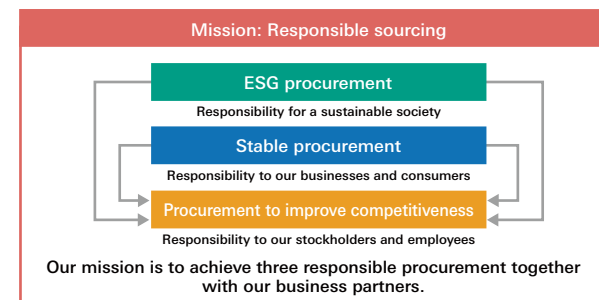 Mission: Responsible sourcing
ESG procurement
Responsibility for a sustainable society
Stable procurement
Responsibility to our businesses and consumers
Procurement to improve competitiveness
Responsibility to our stockholders and employees
Our mission is to achieve three responsible procurement together
with our business partners.